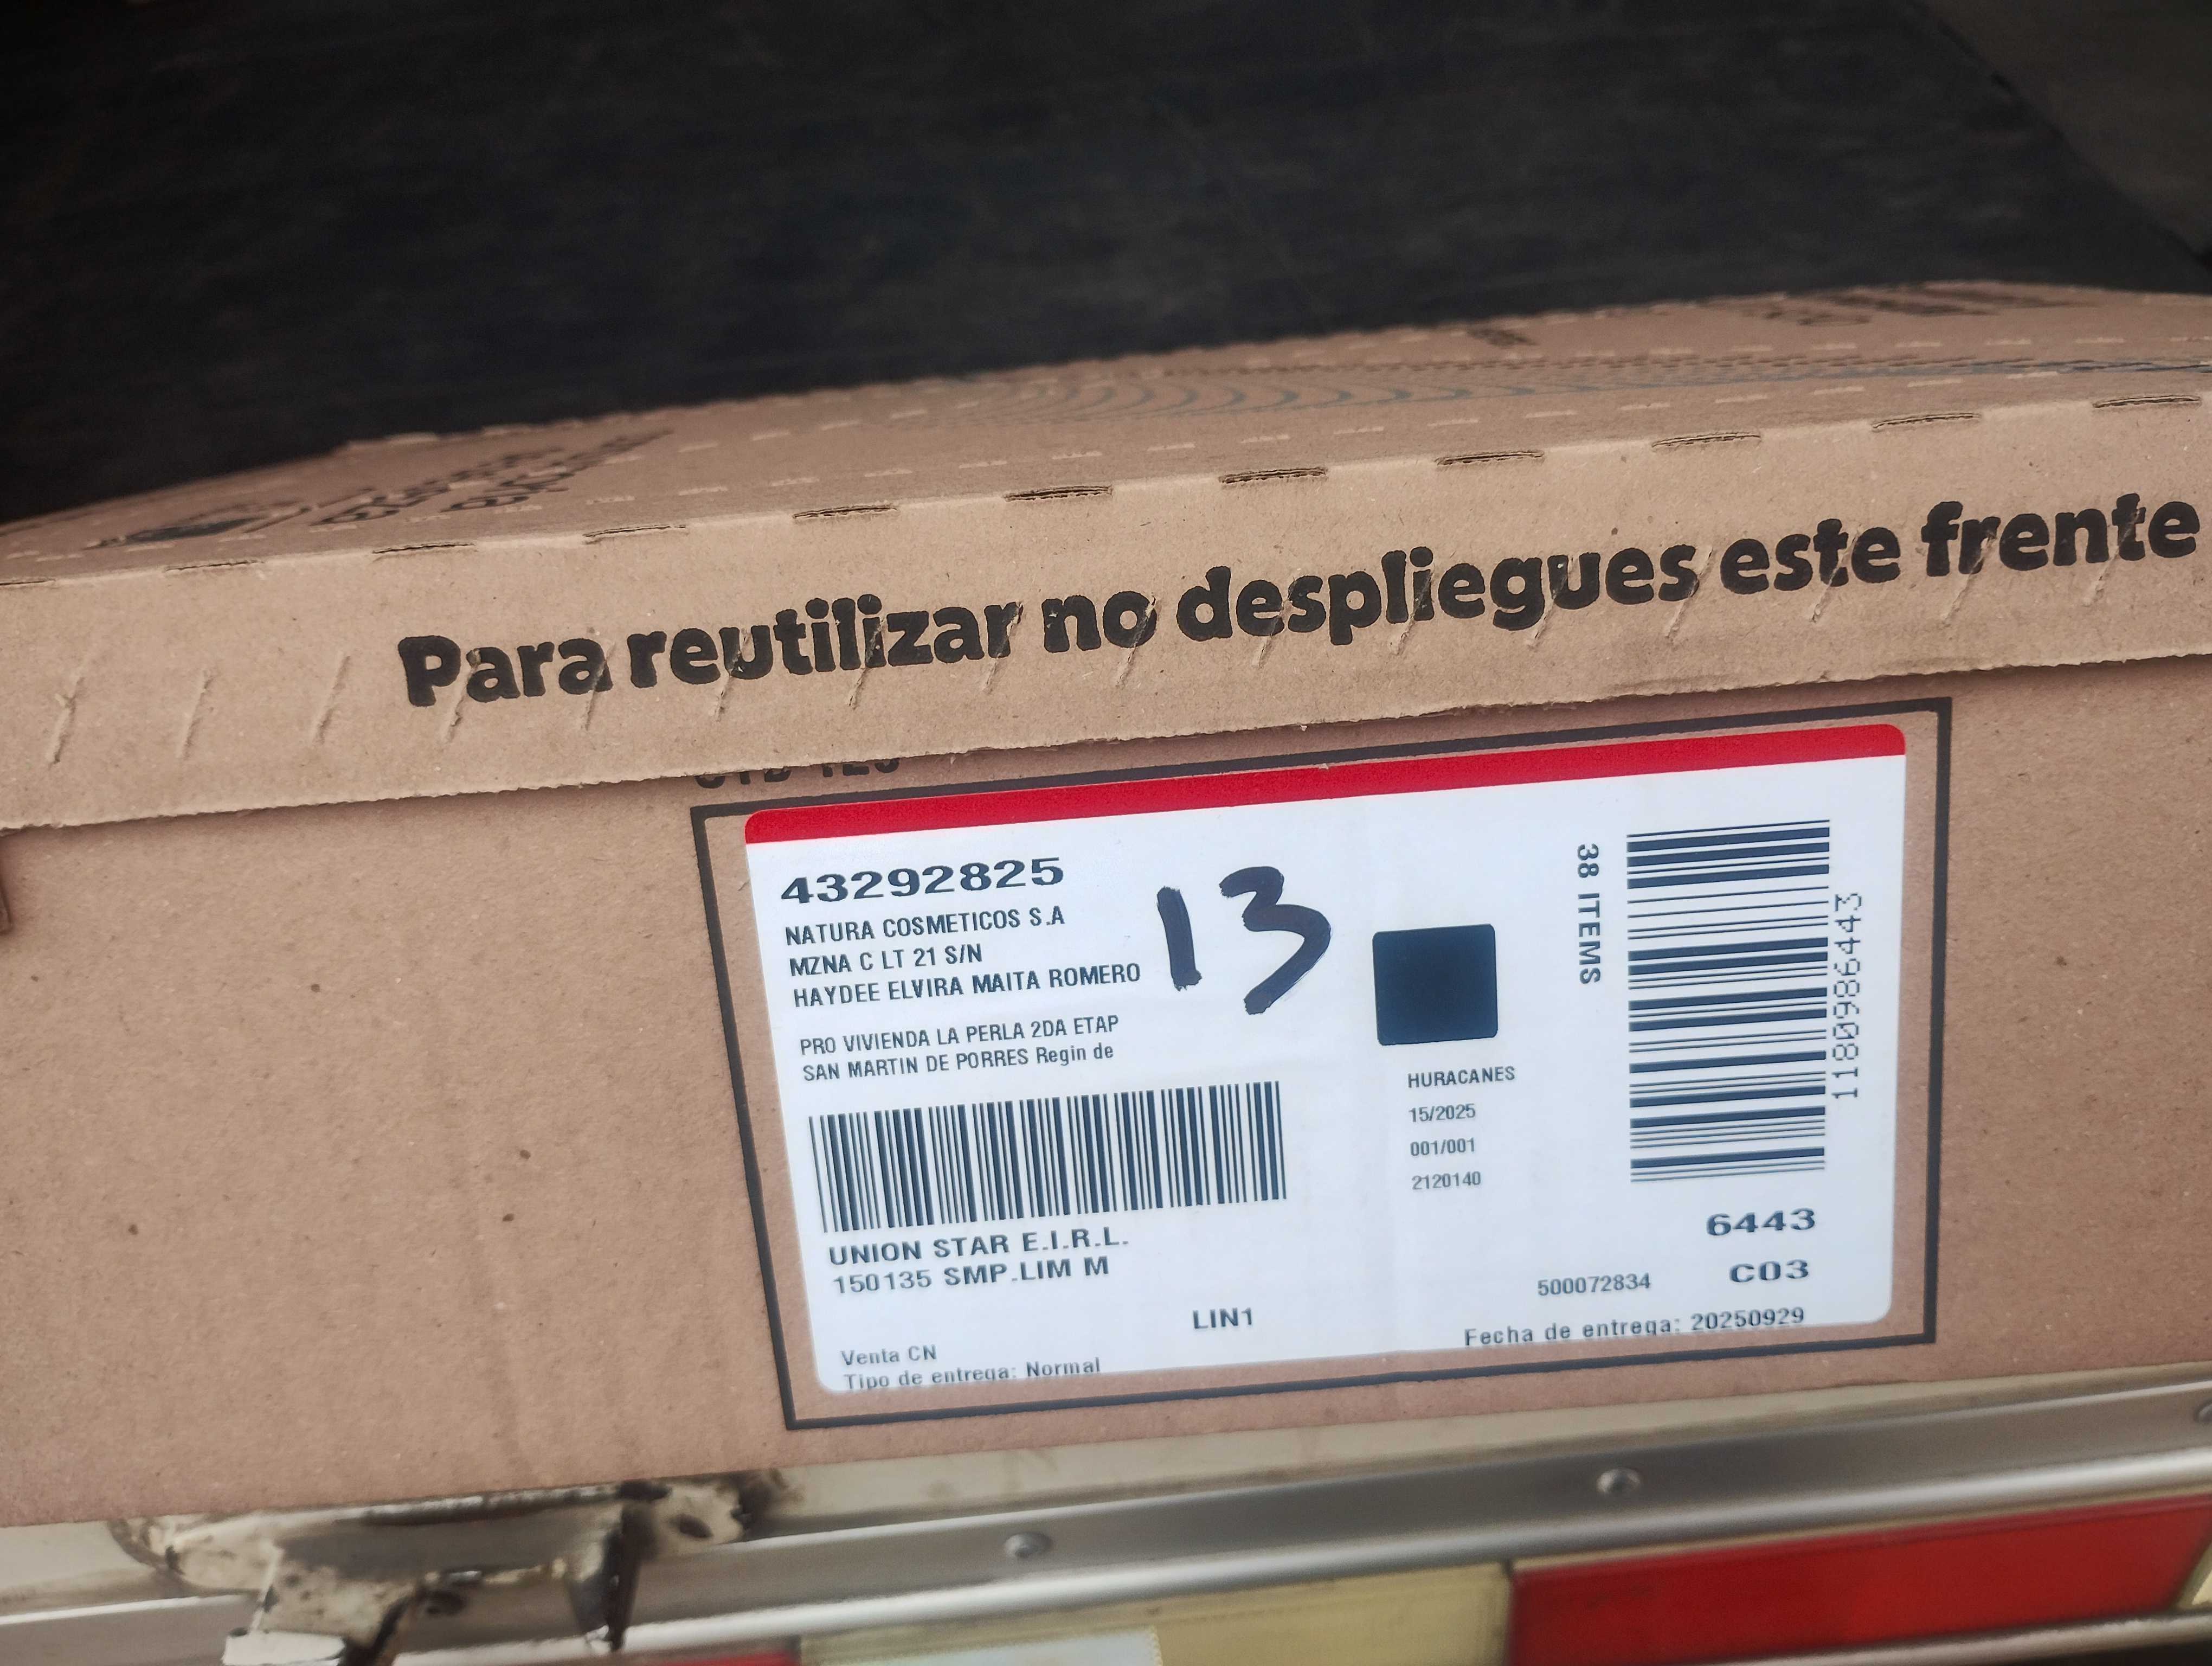 Para reutilizar no despliegues este frente
43292825
NATURA COSMETICOS S.A
MZNA C LT 21 S/N
HAYDEE ELVIRA MAITA ROMERO
13
PRO VIVIENDA LA PERLA 2DA ETAP
SAN MARTIN DE PORRES Regin de
UNION STAR E.I.R.L.
150135 SMP.LIM M
LIN1
Venta CN
Tipo de entrega: Normal
HURACANES
15/2025
001/001
2120140
38 ITEMS
1180986443
6443
C03
500072834
Fecha de entrega: 20250929